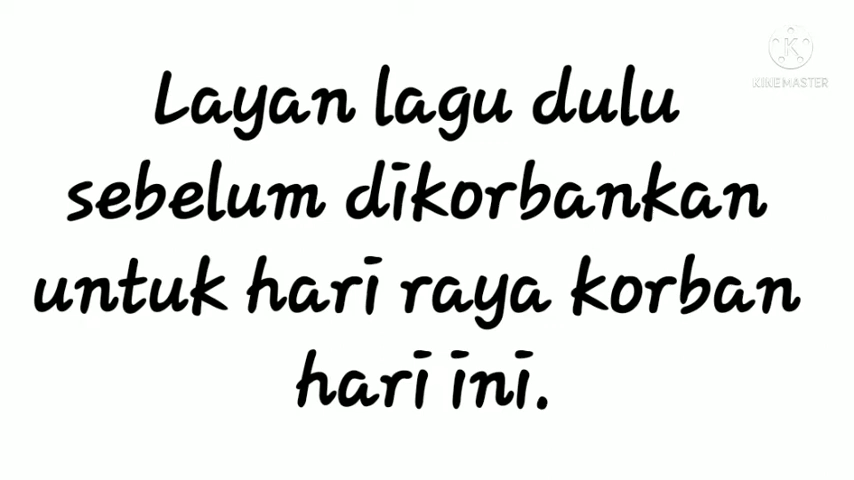 KINEMASTER
Layan lagu dulu
sebelum dikorbankan
untuk hari raya korban
hari ini.